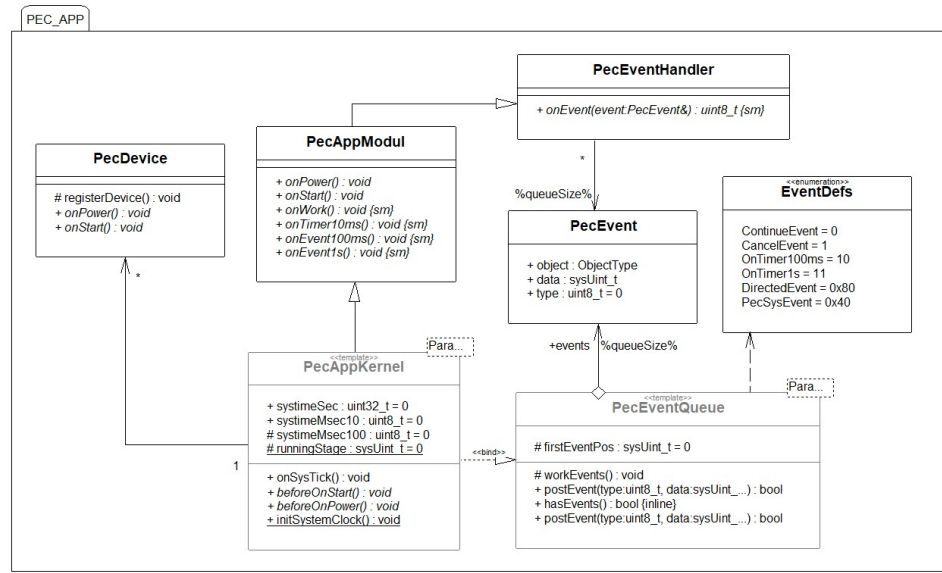 PEC_APP
PecEventHandler
+ onEvent(event:PecEvent&) : uint8_t {sm}
PecAppModul
+ onPower() : void
+ onStart() : void
+ onWork() : void {sm}
+ onTimer10ms() : void {sm}
+ onEvent100ms() : void {sm}
+ onEvent1s() : void {sm}
PecDevice
# registerDevice() : void
+ onPower() : void
+ onStart() : void
*
*
%queueSize%
<<enumeration>>
EventDefs
ContinueEvent = 0
CancelEvent = 1
OnTimer100ms = 10
OnTimer1s = 11
DirectedEvent = 0x80
PecSysEvent = 0x40
PecEvent
+ object : ObjectType
+ data : sysUint_t
+ type : uint8_t = 0
+events
%queueSize%
Para...
<<template>>
PecAppKernel
+ systimeSec : uint32_t = 0
+ systimeMsec10 : uint8_t = 0
# systimeMsec100 : uint8_t = 0
# runningStage : sysUint_t = 0
+ onSysTick() : void
+ beforeOnStart() : void
+ beforeOnPower() : void
+ initSystemClock() : void
1
<<bind>>
Para...
<<template>>
PecEventQueue
# firstEventPos : sysUint_t = 0
# workEvents() : void
+ postEvent(type:uint8_t, data:sysUint_...) : bool
+ hasEvents() : bool {inline}
+ postEvent(type:uint8_t, data:sysUint_...) : bool